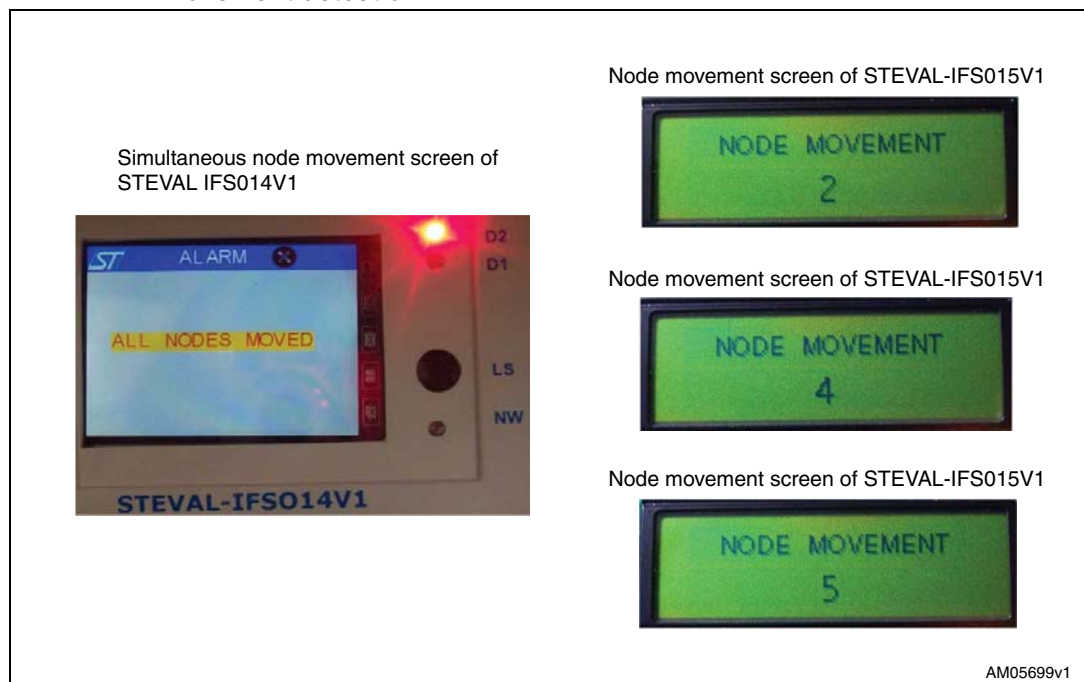 Simultaneous node movement screen of
STEVAL IFS014V1
ST
ALARM
ALL NODES MOVED
D2
D1
LS
NW
STEVAL-IFSO14V1
Node movement screen of STEVAL-IFS015V1
NODE MOVEMENT
2
Node movement screen of STEVAL-IFS015V1
NODE MOVEMENT
4
Node movement screen of STEVAL-IFS015V1
NODE MOVEMENT
5
AM05699v1